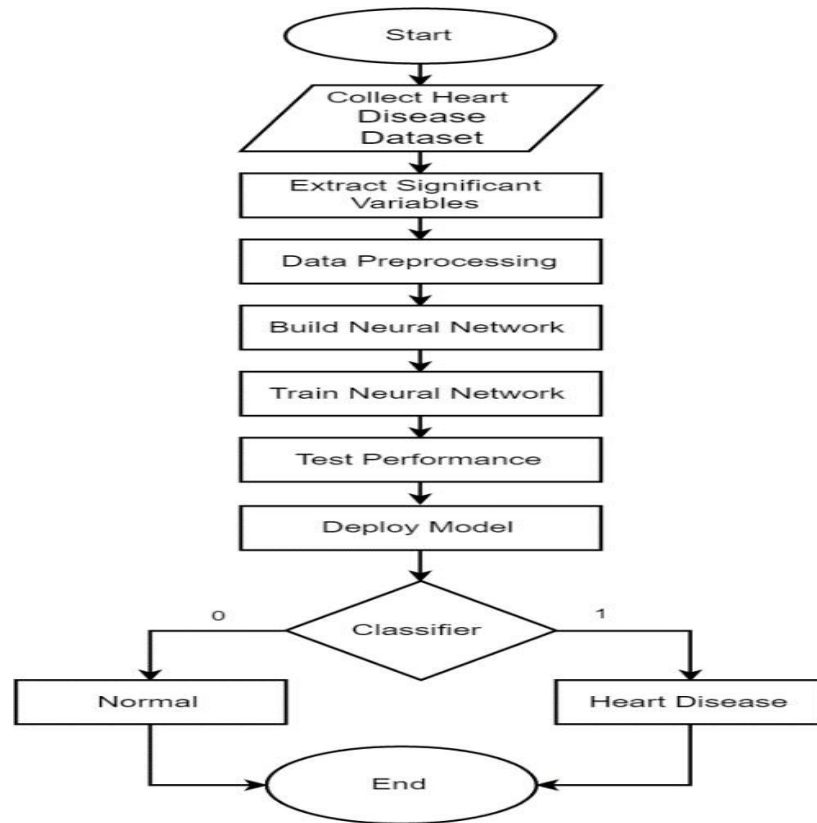 Start
Collect Heart
Disease
Dataset
Extract Significant
Variables
Data Preprocessing
Build Neural Network
Train Neural Network
Test Performance
Deploy Model
0
1
Classifier
Normal
Heart Disease
End